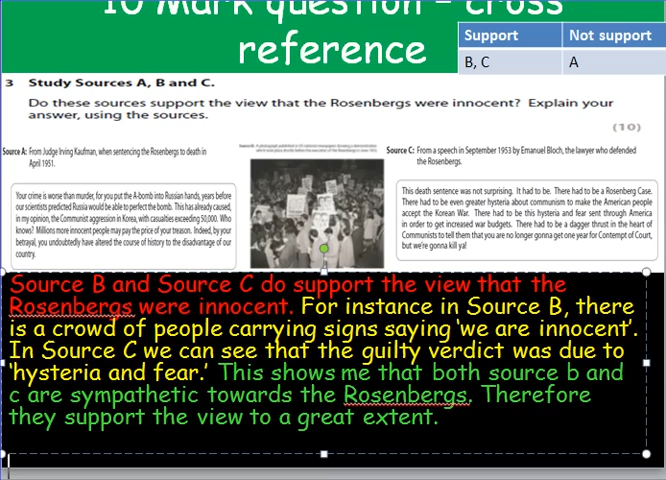 10 Mark question – cross
reference
Support Not support
B, C A
3 Study Sources A, B and C.
Do these sources support the view that the Rosenbergs were innocent? Explain your
answer, using the sources.
(10)
Source A: From Judge Irving Kaufman, when sentencing the Rosenbergs to death in
April 1951.
Your crime is worse than murder, for you put the A-bomb into Russian hands, years before
our scientists predicted Russia would be able to perfect the bomb. This has already caused,
in my opinion, the Communist aggression in Korea, with casualties exceeding 50,000. Who
knows? Millions more innocent people may pay the price of your treason. Indeed, by your
betrayal, you undoubtedly have altered the course of history to the disadvantage of our
country.
Source C: From a speech in September 1953 by Emanuel Bloch, the lawyer who defended
the Rosenbergs.
This death sentence was not surprising. It had to be. There had to be a Rosenberg Case.
There had to be even greater hysteria about communism to make the American people
accept the Korean War. There had to be this hysteria and fear sent through America
in order to get increased war budgets. There had to be a dagger thrust in the heart of
Communists to tell them that you are no longer gonna get one year for Contempt of Court,
but we're gonna kill ya!
Source B and Source C do support the view that the
Rosenbergs were innocent. For instance in Source B, there
is a crowd of people carrying signs saying 'we are innocent'.
In Source C we can see that the guilty verdict was due to
'hysteria and fear.' This shows me that both source b and
c are sympathetic towards the Rosenbergs. Therefore
they support the view to a great extent.